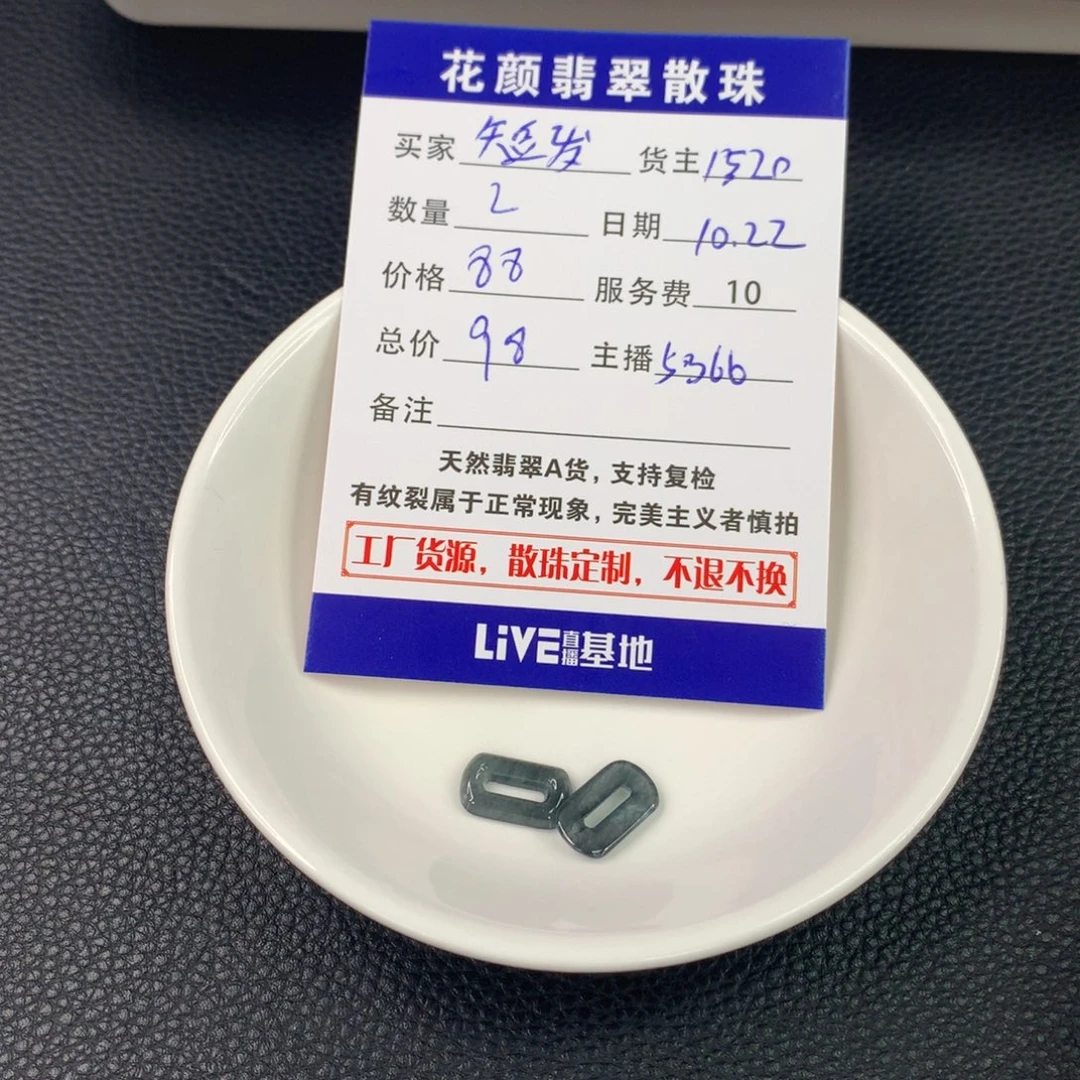 花颜翡翠散珠
买家 短发 货主 1520
数量 2 日期 10.22
价格 88 服务费 10
总价 98 主播 5366
备注
天然翡翠A货，支持复检
有纹裂属于正常现象，完美主义者慎拍
工厂货源，散珠定制，不退不换
LiVE直播基地